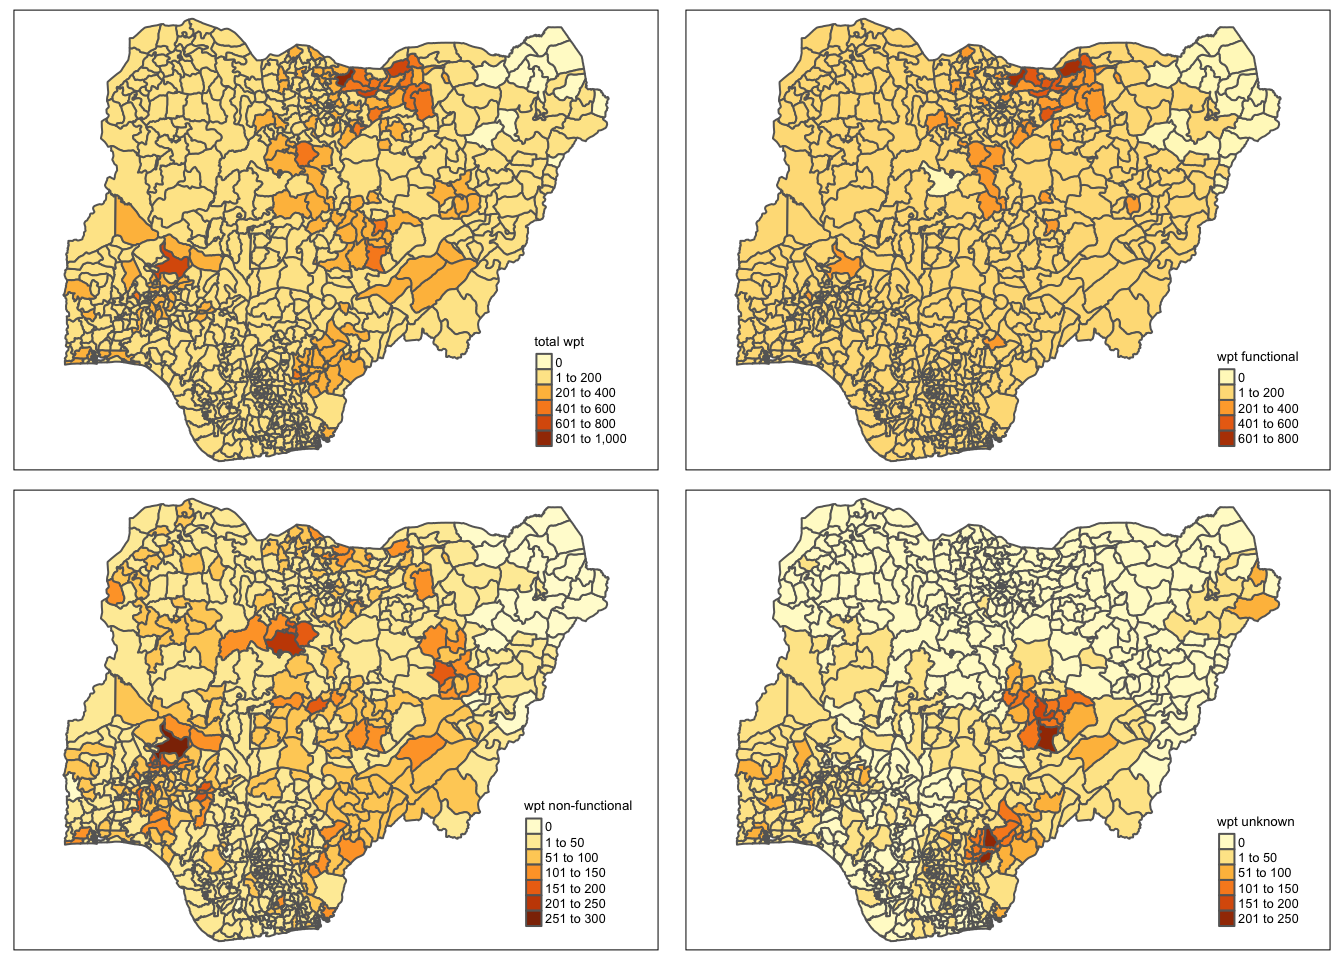 total wpt
0
1 to 200
201 to 400
401 to 600
601 to 800
801 to 1,000
wpt functional
0
1 to 200
201 to 400
401 to 600
601 to 800
wpt non-functional
0
1 to 50
51 to 100
101 to 150
151 to 200
201 to 250
251 to 300
wpt unknown
0
1 to 50
51 to 100
101 to 150
151 to 200
201 to 250